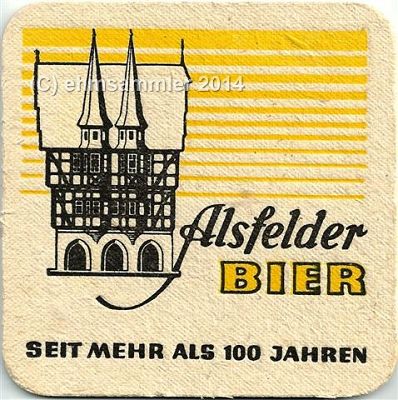 (C) ehmsammler 2014
Alsfelder
BIER
SEIT MEHR ALS 100 JAHREN